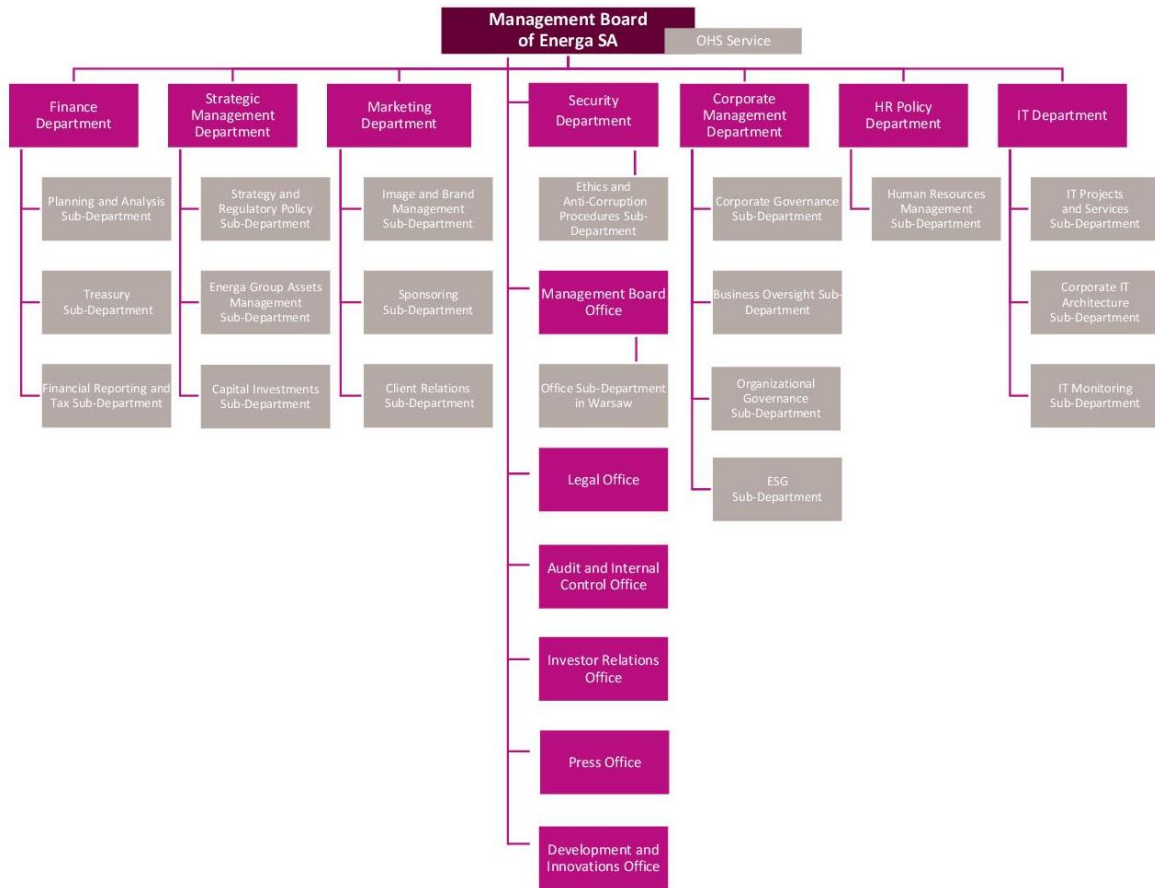 Management Board
of Energa SA
OHS Service
Finance
Department
Strategic
Management
Department
Marketing
Department
Security
Department
Corporate
Management
Department
HR Policy
Department
IT Department
Planning and Analysis
Sub-Department
Strategy and
Regulatory Policy
Sub-Department
Image and Brand
Management
Sub-Department
Ethics and
Anti-Corruption
Procedures Sub-
Department
Corporate Governance
Sub-Department
Human Resources
Management
Sub-Department
IT Projects
and Services
Sub-Department
Treasury
Sub-Department
Energa Group Assets
Management
Sub-Department
Sponsoring
Sub-Department
Management Board
Office
Business Oversight Sub-
Department
Corporate IT
Architecture
Sub-Department
Financial Reporting and
Tax Sub-Department
Capital Investments
Sub-Department
Client Relations
Sub-Department
Office Sub-Department
in Warsaw
Organizational
Governance
Sub-Department
IT Monitoring
Sub-Department
Legal Office
ESG
Sub-Department
Audit and Internal
Control Office
Investor Relations
Office
Press Office
Development and
Innovations Office